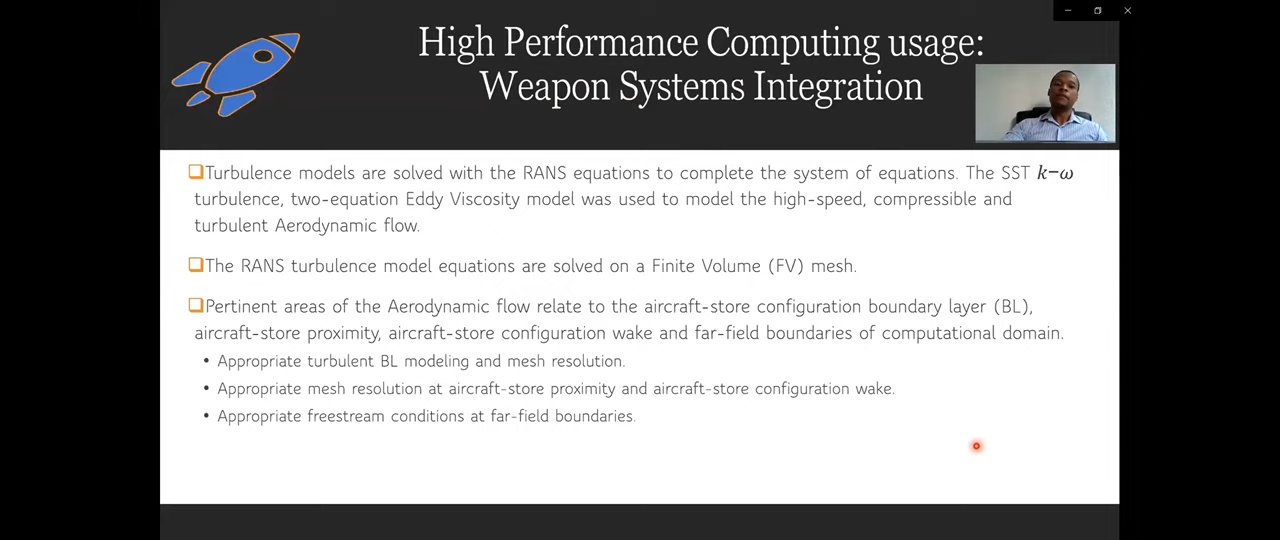 High Performance Computing usage:
Weapon Systems Integration
Turbulence models are solved with the RANS equations to complete the system of equations. The SST k−ω
turbulence, two-equation Eddy Viscosity model was used to model the high-speed, compressible and
turbulent Aerodynamic flow.
The RANS turbulence model equations are solved on a Finite Volume (FV) mesh.
Pertinent areas of the Aerodynamic flow relate to the aircraft-store configuration boundary layer (BL),
aircraft-store proximity, aircraft-store configuration wake and far-field boundaries of computational domain.
• Appropriate turbulent BL modeling and mesh resolution.
• Appropriate mesh resolution at aircraft-store proximity and aircraft-store configuration wake.
• Appropriate freestream conditions at far-field boundaries.